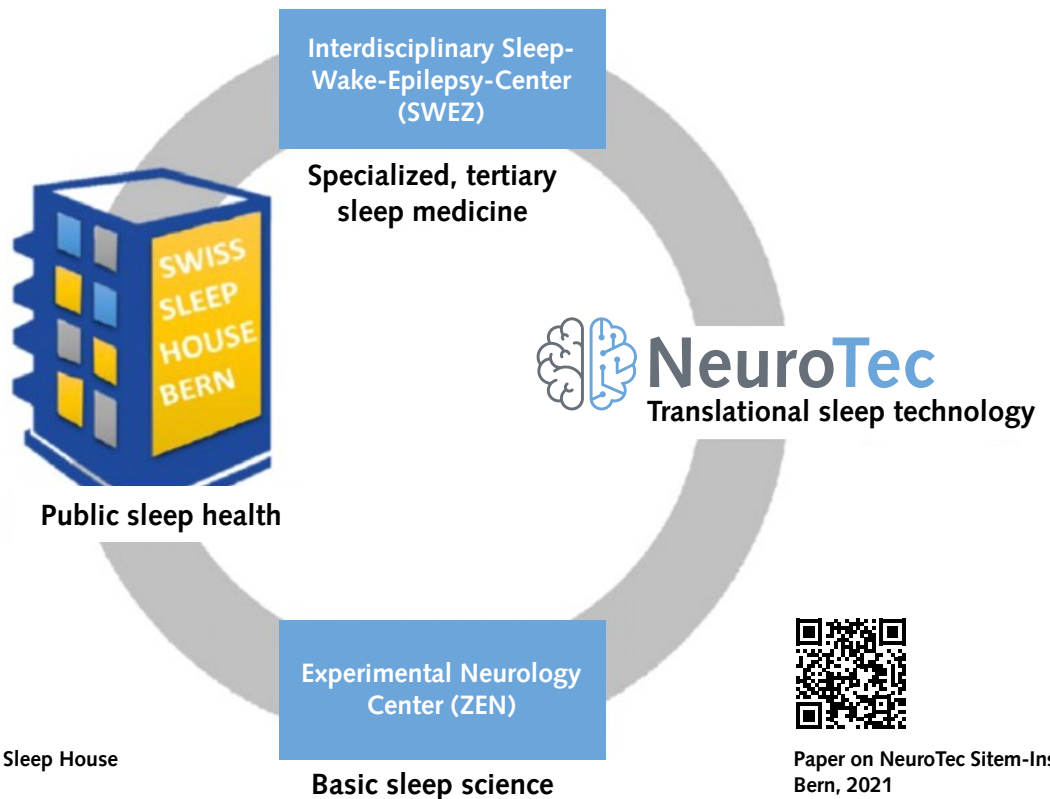 Interdisciplinary Sleep-
Wake-Epilepsy-Center
(SWEZ)
Specialized, tertiary
sleep medicine
SWISS
SLEEP
HOUSE
BERN
Public sleep health
NeuroTec
Translational sleep technology
Experimental Neurology
Center (ZEN)
Basic sleep science
Sleep House
Paper on NeuroTec Sitem-Ins
Bern, 2021